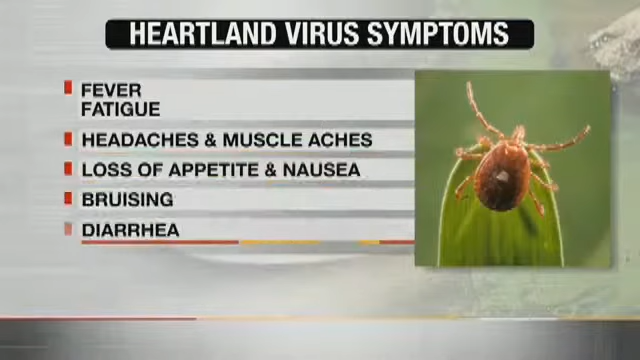 HEARTLAND VIRUS SYMPTOMS
FEVER
FATIGUE
HEADACHES & MUSCLE ACHES
LOSS OF APPETITE & NAUSEA
BRUISING
DIARRHEA